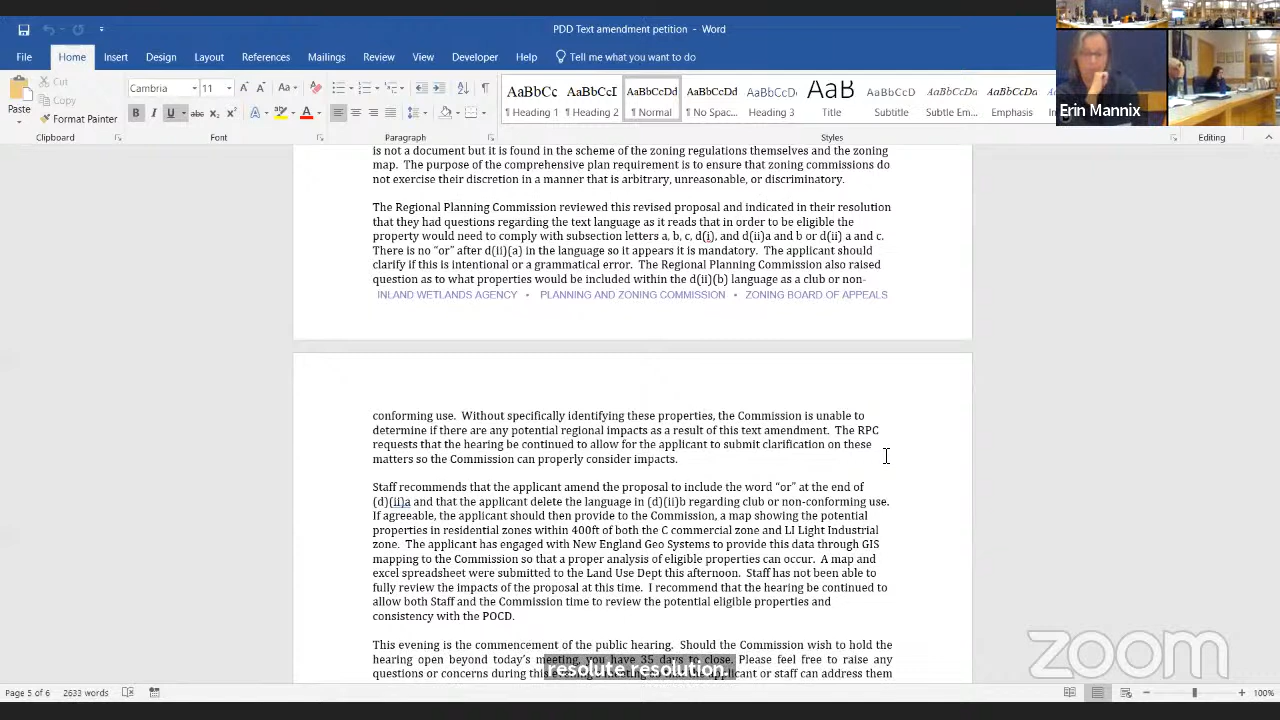 PDD Text amendment petition - Word
File Home Insert Design Layout References Mailings Review View Developer Help Tell me what you want to do
Erin Mannix
Cut
Copy
Paste
Format Painter
Cambria 11
AaBbCc AaBbCcI AaBbCcDd AaBbCcDd AaBbCcD AaB AaBbCcD AaBbCcDd AaBbCcDd
Heading 1 Heading 2 Normal No Spac... Heading 3 Title Subtitle Subtle Em... Emphasis
Clipboard Font Paragraph Styles Editing
is not a document but it is found in the scheme of the zoning regulations themselves and the zoning
map. The purpose of the comprehensive plan requirement is to ensure that zoning commissions do
not exercise their discretion in a manner that is arbitrary, unreasonable, or discriminatory.
The Regional Planning Commission reviewed this revised proposal and indicated in their resolution
that they had questions regarding the text language as it reads that in order to be eligible the
property would need to comply with subsection letters a, b, c, d(i), and d(ii)a and b or d(ii) a and c.
There is no “or” after d(ii)(a) in the language so it appears it is mandatory. The applicant should
clarify if this is intentional or a grammatical error. The Regional Planning Commission also raised
question as to what properties would be included within the d(ii)(b) language as a club or non-
INLAND WETLANDS AGENCY • PLANNING AND ZONING COMMISSION • ZONING BOARD OF APPEALS
conforming use. Without specifically identifying these properties, the Commission is unable to
determine if there are any potential regional impacts as a result of this text amendment. The RPC
requests that the hearing be continued to allow for the applicant to submit clarification on these
matters so the Commission can properly consider impacts.
Staff recommends that the applicant amend the proposal to include the word “or” at the end of
(d)(ii)a and that the applicant delete the language in (d)(ii)b regarding club or non-conforming use.
If agreeable, the applicant should then provide to the Commission, a map showing the potential
properties in residential zones within 400ft of both the C commercial zone and LI Light Industrial
zone. The applicant has engaged with New England Geo Systems to provide this data through GIS
mapping to the Commission so that a proper analysis of eligible properties can occur. A map and
excel spreadsheet were submitted to the Land Use Dept this afternoon. Staff has not been able to
fully review the impacts of the proposal at this time. I recommend that the hearing be continued to
allow both Staff and the Commission time to review the potential eligible properties and
consistency with the POCD.
This evening is the commencement of the public hearing. Should the Commission wish to hold the
hearing open beyond today's meeting, you have 35 days to close. Please feel free to raise any
questions or concerns during this
resolute resolution.
or staff can address them
zoom
Page 5 of 6 2633 words 100%